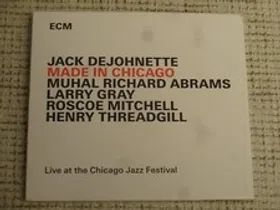 ECM
JACK DEJOHNETTE
MADE IN CHICAGO
MUHAL RICHARD ABRAMS
LARRY GRAY
ROSCOE MITCHELL
HENRY THREADGILL
Live at the Chicago Jazz Festival